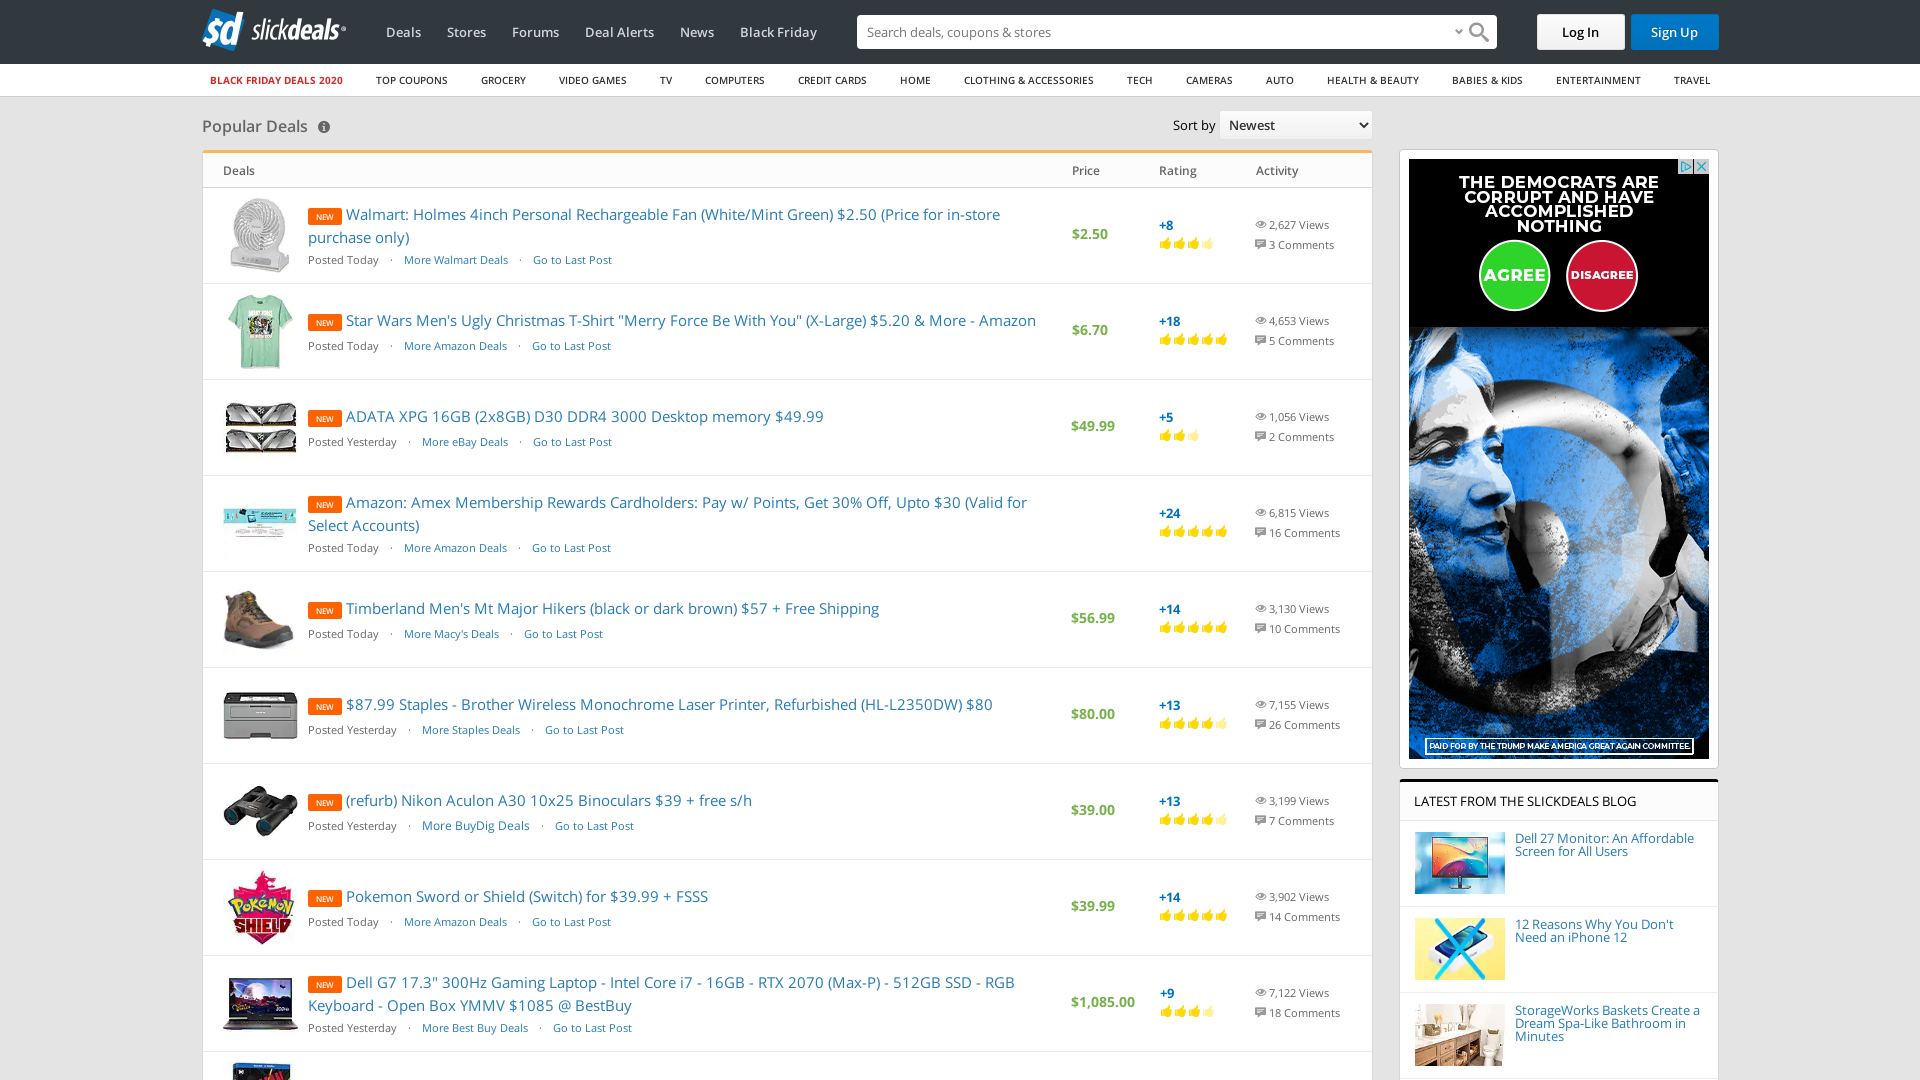 slickdeals
Deals
Stores
Forums
Deal Alerts
News
Black Friday
Search deals, coupons & stores
Log In
Sign Up
BLACK FRIDAY DEALS 2020
TOP COUPONS
GROCERY
VIDEO GAMES
TV
COMPUTERS
CREDIT CARDS
HOME
CLOTHING & ACCESSORIES
TECH
CAMERAS
AUTO
HEALTH & BEAUTY
BABIES & KIDS
ENTERTAINMENT
TRAVEL
Popular Deals
Sort by Newest
Deals
Price
Rating
Activity
NEW Walmart: Holmes 4inch Personal Rechargeable Fan (White/Mint Green) $2.50 (Price for in-store
purchase only)
Posted Today · More Walmart Deals · Go to Last Post
$2.50
+8
2,627 Views
3 Comments
NEW Star Wars Men's Ugly Christmas T-Shirt "Merry Force Be With You" (X-Large) $5.20 & More - Amazon
Posted Today · More Amazon Deals · Go to Last Post
$6.70
+18
4,653 Views
5 Comments
NEW ADATA XPG 16GB (2x8GB) D30 DDR4 3000 Desktop memory $49.99
Posted Yesterday · More eBay Deals · Go to Last Post
$49.99
+5
1,056 Views
2 Comments
NEW Amazon: Amex Membership Rewards Cardholders: Pay w/ Points, Get 30% Off, Upto $30 (Valid for
Select Accounts)
Posted Today · More Amazon Deals · Go to Last Post
+24
6,815 Views
16 Comments
NEW Timberland Men's Mt Major Hikers (black or dark brown) $57 + Free Shipping
Posted Today · More Macy's Deals · Go to Last Post
$56.99
+14
3,130 Views
10 Comments
NEW $87.99 Staples - Brother Wireless Monochrome Laser Printer, Refurbished (HL-L2350DW) $80
Posted Yesterday · More Staples Deals · Go to Last Post
$80.00
+13
7,155 Views
26 Comments
NEW (refurb) Nikon Aculon A30 10x25 Binoculars $39 + free s/h
Posted Yesterday · More BuyDig Deals · Go to Last Post
$39.00
+13
3,199 Views
7 Comments
POKÉMON
SHIELD
NEW Pokemon Sword or Shield (Switch) for $39.99 + FSSS
Posted Today · More Amazon Deals · Go to Last Post
$39.99
+14
3,902 Views
14 Comments
NEW Dell G7 17.3" 300Hz Gaming Laptop - Intel Core i7 - 16GB - RTX 2070 (Max-P) - 512GB SSD - RGB
Keyboard - Open Box YMMV $1085 @ BestBuy
Posted Yesterday · More Best Buy Deals · Go to Last Post
$1,085.00
+9
7,122 Views
18 Comments
THE DEMOCRATS ARE
CORRUPT AND HAVE
ACCOMPLISHED
NOTHING
AGREE
DISAGREE
PAID FOR BY THE TRUMP MAKE AMERICA GREAT AGAIN COMMITTEE.
LATEST FROM THE SLICKDEALS BLOG
Dell 27 Monitor: An Affordable
Screen for All Users
12 Reasons Why You Don't
Need an iPhone 12
StorageWorks Baskets Create a
Dream Spa-Like Bathroom in
Minutes